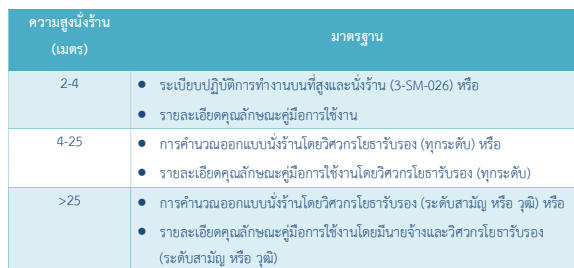 ความสูงนั่งร้าน
(เมตร)
มาตรฐาน
2-4
● ระเบียบปฏิบัติการทำงานบนที่สูงและนั่งร้าน (3-SM-026) หรือ
● รายละเอียดคุณลักษณะคู่มือการใช้งาน
4-25
● การคำนวณออกแบบนั่งร้านโดยวิศวกรโยธารับรอง (ทุกระดับ) หรือ
● รายละเอียดคุณลักษณะคู่มือการใช้งานโดยวิศวกรโยธารับรอง (ทุกระดับ)
>25
● การคำนวณออกแบบนั่งร้านโดยวิศวกรโยธารับรอง (ระดับสามัญ หรือ วุฒิ) หรือ
● รายละเอียดคุณลักษณะคู่มือการใช้งานโดยมีนายจ้างและวิศวกรโยธารับรอง
(ระดับสามัญ หรือ วุฒิ)